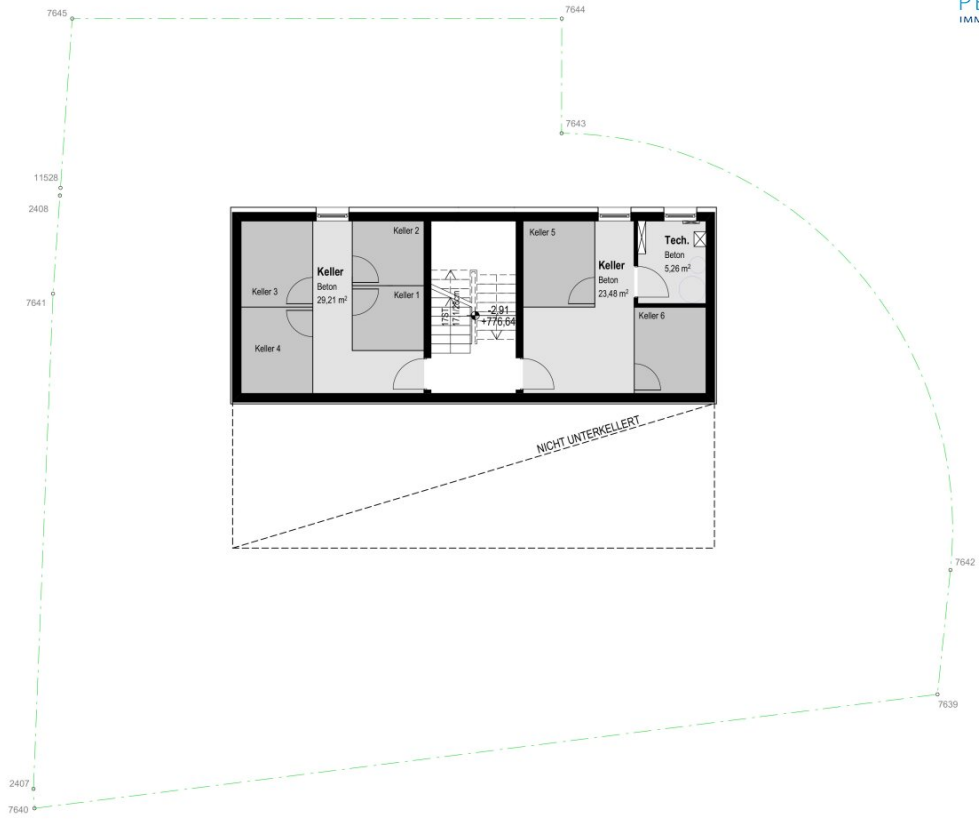 7645
7644
IMM
7643
11528
2408
7641
Keller 2
Keller 5
Keller
Beton
29,21 m²
Keller 3
Keller 1
Keller 4
Keller
Beton
23,48 m²
Tech.
Beton
5,26 m²
Keller 6
-2,91
+776,64
NICHT UNTERKELLERT
7642
7639
2407
7640